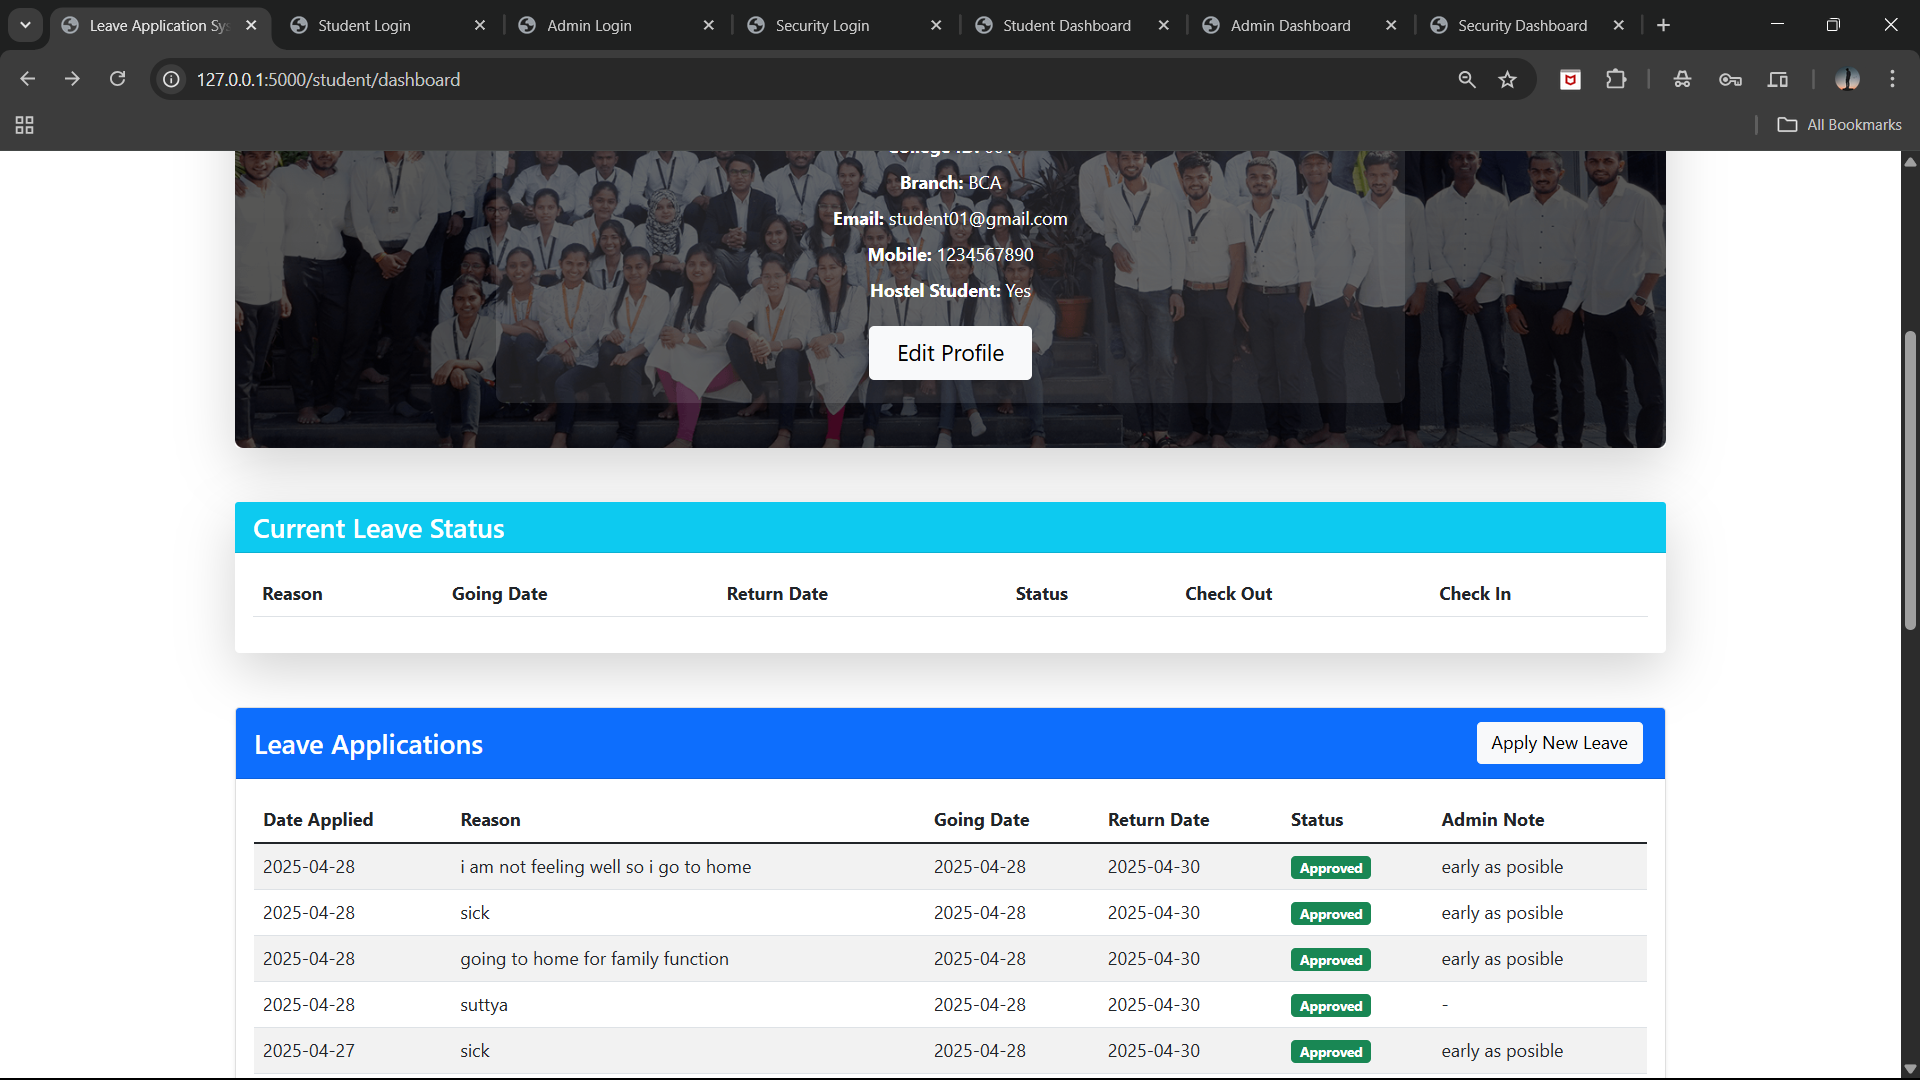 Leave Application Sy
Student Login
Admin Login
Security Login
Student Dashboard
Admin Dashboard
Security Dashboard
127.0.0.1:5000/student/dashboard
All Bookmarks
Branch: BCA
Email: student01@gmail.com
Mobile: 1234567890
Hostel Student: Yes
Edit Profile
Current Leave Status
Reason Going Date Return Date Status Check Out Check In
Leave Applications
Apply New Leave
Date Applied Reason Going Date Return Date Status Admin Note
2025-04-28 i am not feeling well so i go to home 2025-04-28 2025-04-30 Approved early as posible
2025-04-28 sick 2025-04-28 2025-04-30 Approved early as posible
2025-04-28 going to home for family function 2025-04-28 2025-04-30 Approved early as posible
2025-04-28 suttya 2025-04-28 2025-04-30 Approved -
2025-04-27 sick 2025-04-28 2025-04-30 Approved early as posible